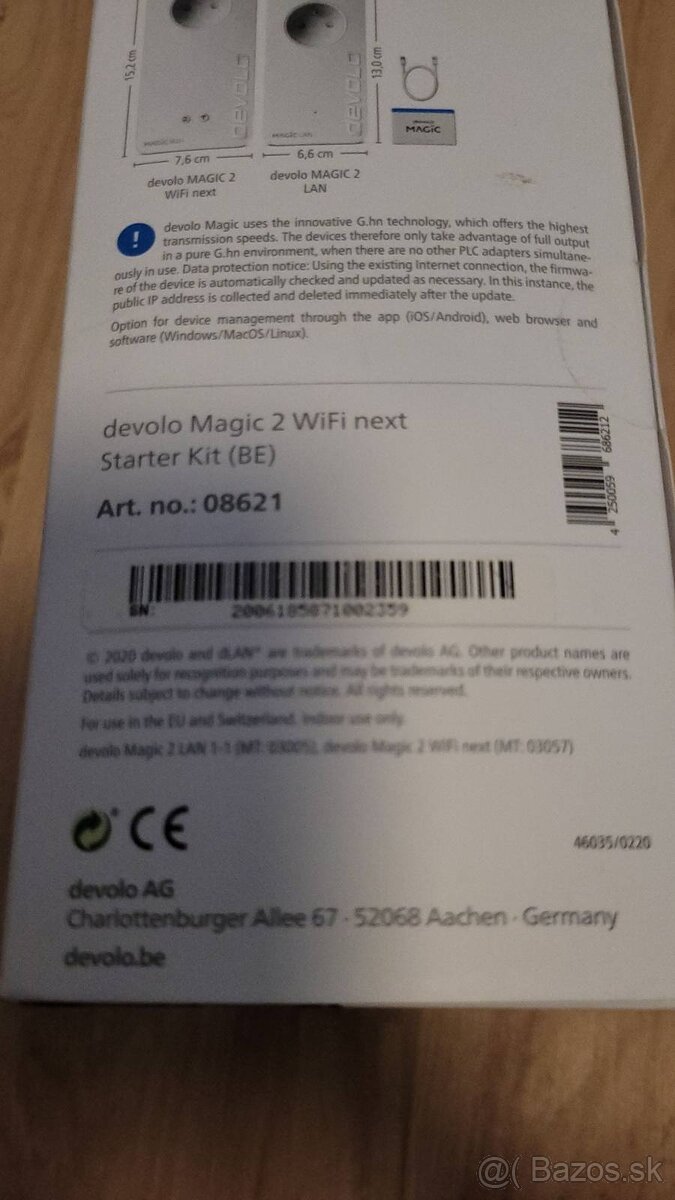 DEVOLO
DEVOLO
15,2 cm
13,0 cm
MAGIC
7,6 cm
6,6 cm
devolo MAGIC 2
WiFi next
devolo MAGIC 2
LAN
devolo Magic uses the innovative G.hn technology, which offers the highest
transmission speeds. The devices therefore only take advantage of full output
in a pure G.hn environment, when there are no other PLC adapters simultane-
ously in use. Data protection notice: Using the existing Internet connection, the firmwa-
re of the device is automatically checked and updated as necessary. In this instance, the
public IP address is collected and deleted immediately after the update.
Option for device management through the app (iOS/Android), web browser and
software (Windows/MacOS/Linux).
devolo Magic 2 WiFi next
Starter Kit (BE)
Art. no.: 08621
4 250059 686212
SN: 2006185871002359
© 2020 devolo and dLAN® are trademarks of devolo AG. Other product names are
used solely for recognition purposes and may be trademarks of their respective owners.
Details subject to change without notice. All rights reserved.
For use in the EU and Switzerland. Indoor use only.
devolo Magic 2 LAN 1-1 (MT: 03005), devolo Magic 2 WiFi next (MT: 03057)
CE
46035/0220
devolo AG
Charlottenburger Allee 67 · 52068 Aachen · Germany
devolo.be
@( Bazos.sk